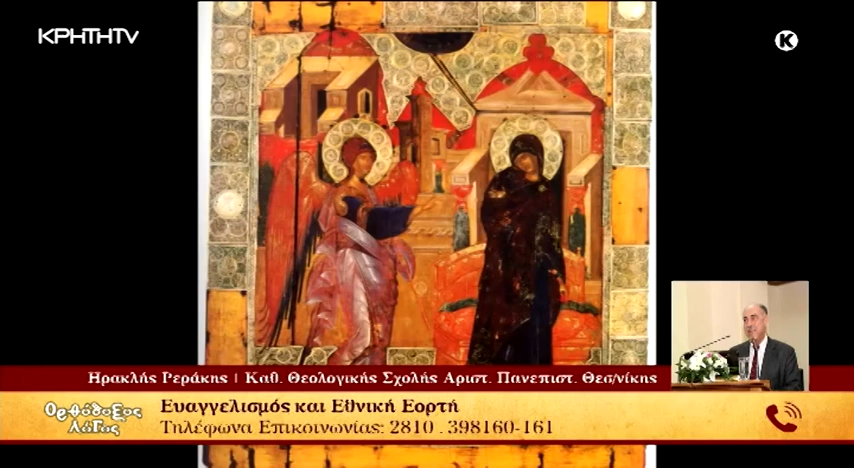 ΚΡΗΤΗTV
K
Ηρακλής Ρεράκης | Καθ. Θεολογικής Σχολής Αριστ. Πανεπιστ. Θεσ/νίκης
Ορθόδοξος
Λόγος
Ευαγγελισμός και Εθνική Εορτή
Τηλέφωνα Επικοινωνίας: 2810 . 398160-161